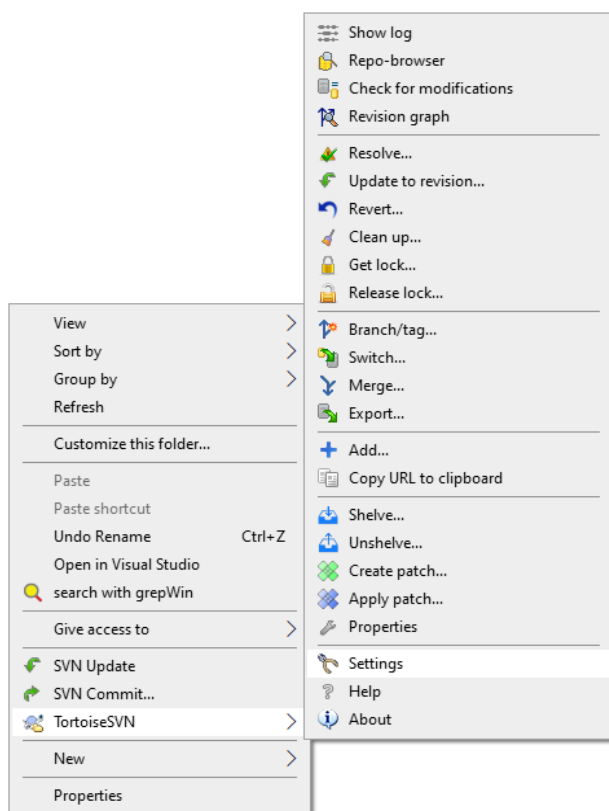 Show log
Repo-browser
Check for modifications
Revision graph
Resolve...
Update to revision...
Revert...
Clean up...
Get lock...
Release lock...
Branch/tag...
Switch...
Merge...
Export...
Add...
Copy URL to clipboard
Shelve...
Unshelve...
Create patch...
Apply patch...
Properties
Settings
Help
About
View
Sort by
Group by
Refresh
Customize this folder...
Paste
Paste shortcut
Undo Rename Ctrl+Z
Open in Visual Studio
search with grepWin
Give access to
SVN Update
SVN Commit...
TortoiseSVN
New
Properties